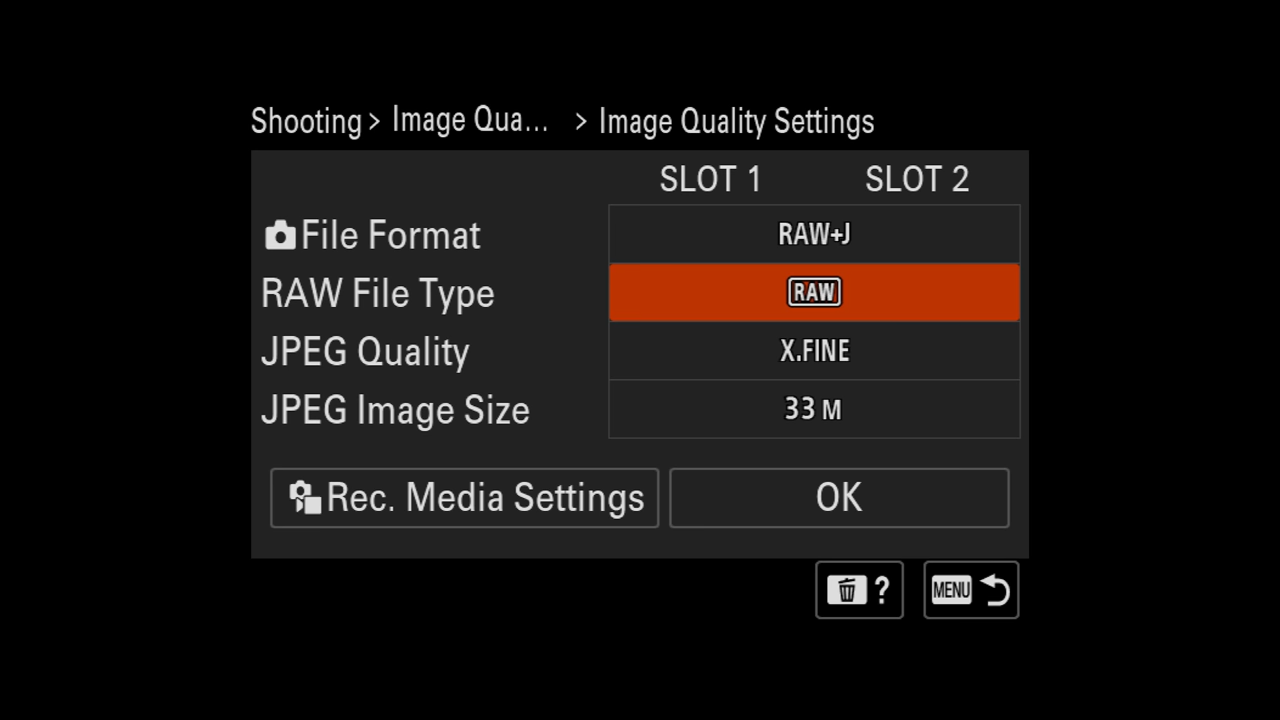 Shooting > Image Qua... > Image Quality Settings
SLOT 1 SLOT 2
File Format RAW+J
RAW File Type RAW
JPEG Quality X.FINE
JPEG Image Size 33 M
Rec. Media Settings OK
? MENU